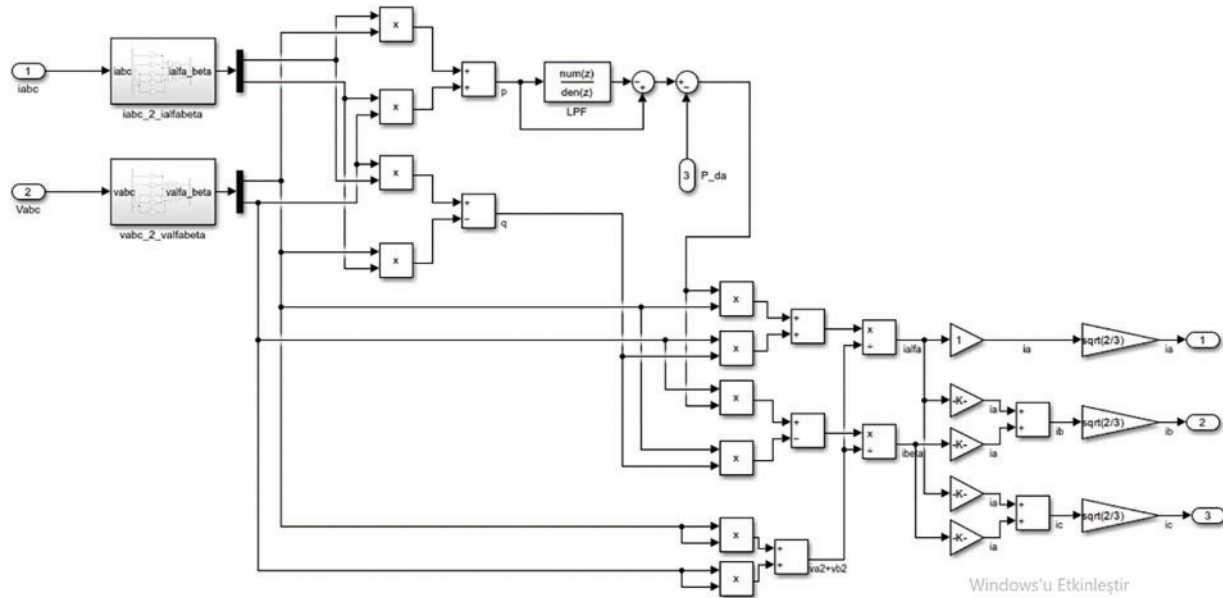 1
iabc
iabc
ialfa_beta
iabc_2_ialfabeta
2
Vabc
vabc
valfa_beta
vabc_2_valfabeta
x
x
x
x
+
+
p
+
−
q
num(z)
den(z)
LPF
−
+
+
−
3
P_da
x
x
x
x
+
+
+
−
x
÷
ialfa
x
÷
ibeta
x
x
+
+
va2+vb2
1
ia
sqrt(2/3)
ia
1
-K-
ia
-K-
ia
+
+
ib
sqrt(2/3)
ib
2
-K-
ia
-K-
ia
+
+
ic
sqrt(2/3)
ic
3
Windows'u Etkinleştir